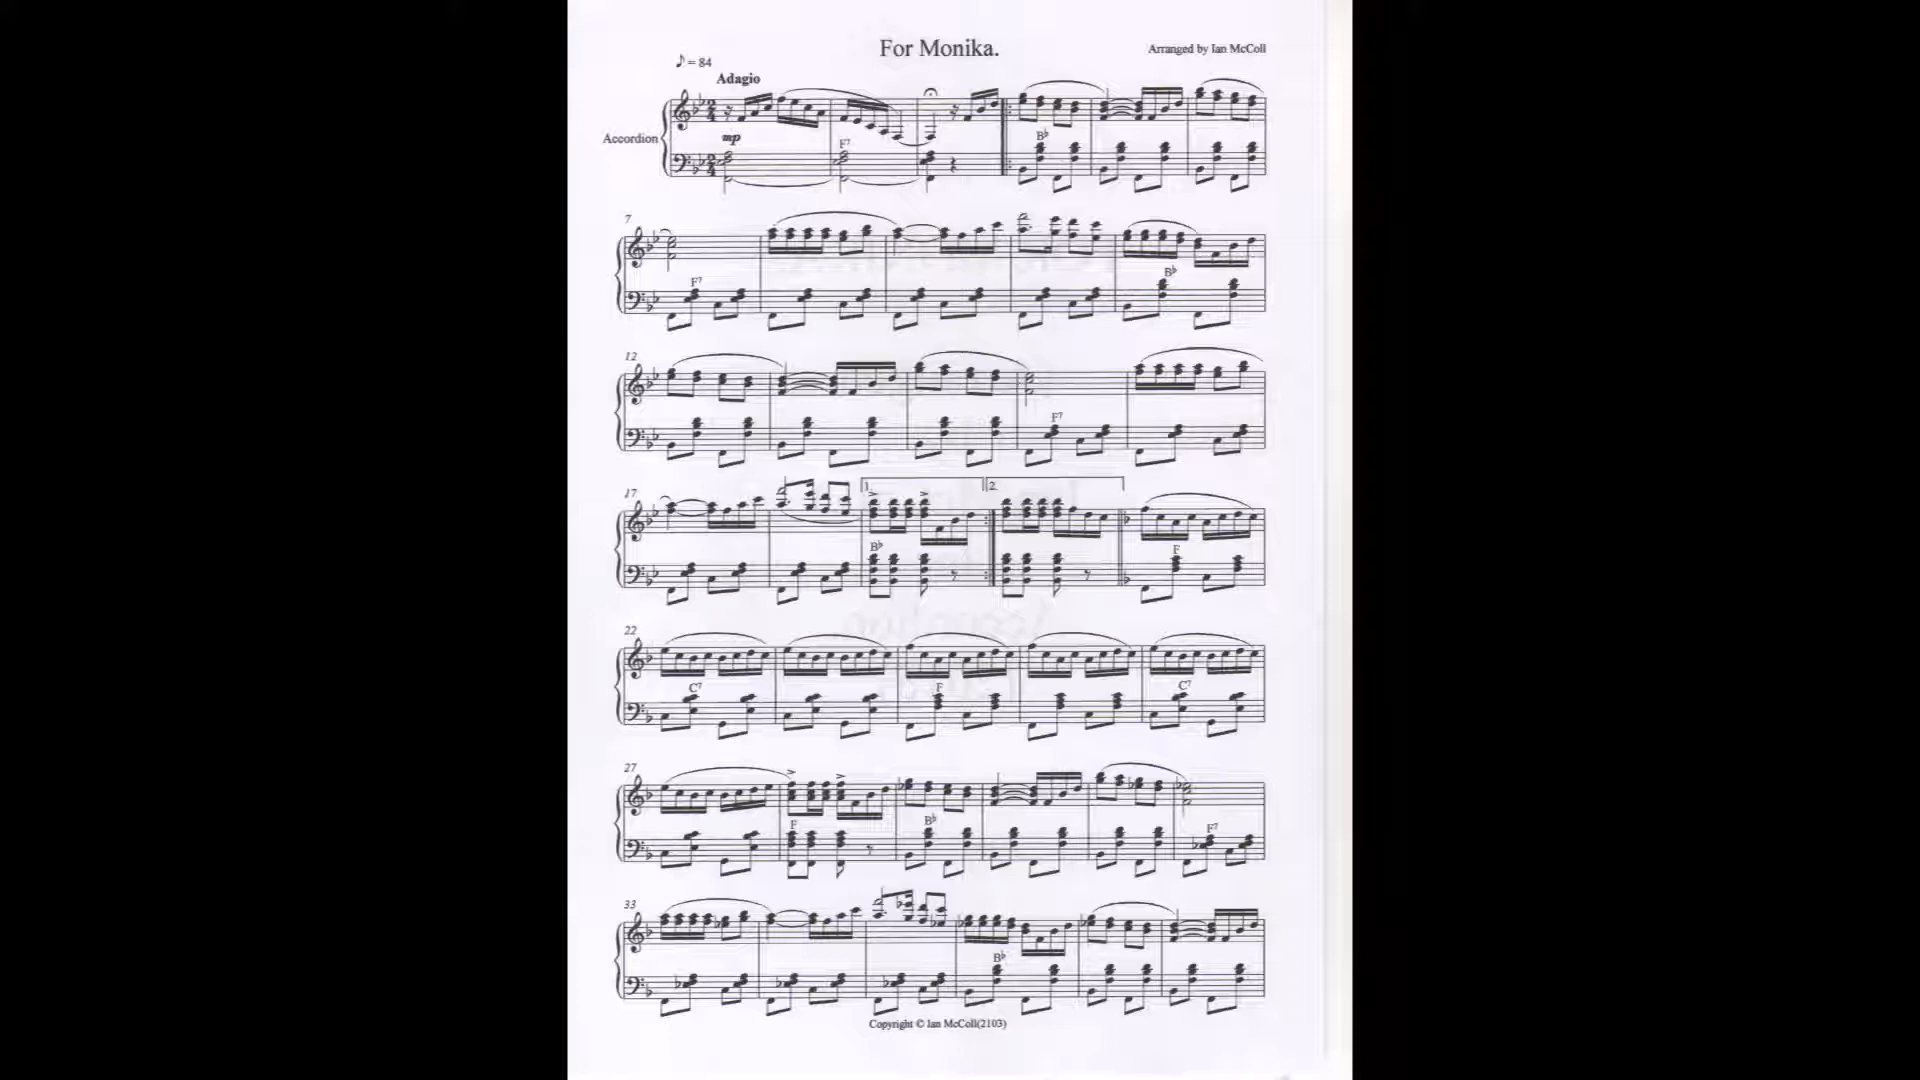 For Monika.
Arranged by Ian McColl
♪ = 84
Adagio
Accordion
mp
F7
B♭
7
F7
B♭
12
F7
17
1.
2.
B♭
F
22
C7
F
C7
27
F
B♭
F7
33
B♭
Copyright © Ian McColl(2103)